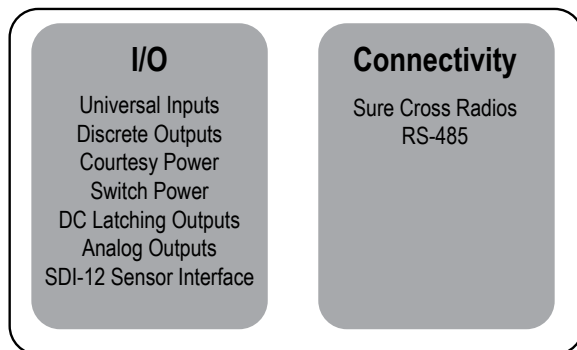 I/O
Universal Inputs
Discrete Outputs
Courtesy Power
Switch Power
DC Latching Outputs
Analog Outputs
SDI-12 Sensor Interface
Connectivity
Sure Cross Radios
RS-485